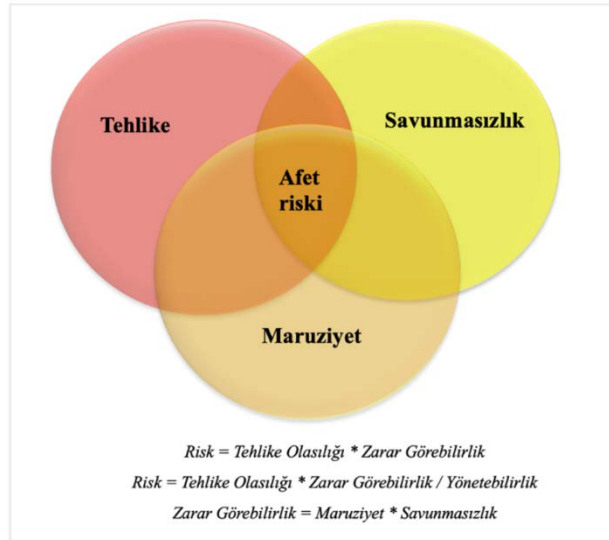 Tehlike
Savunmasızlık
Afet
riski
Maruziyet
Risk = Tehlike Olasılığı * Zarar Görebilirlik
Risk = Tehlike Olasılığı * Zarar Görebilirlik / Yönetebilirlik
Zarar Görebilirlik = Maruziyet * Savunmasızlık